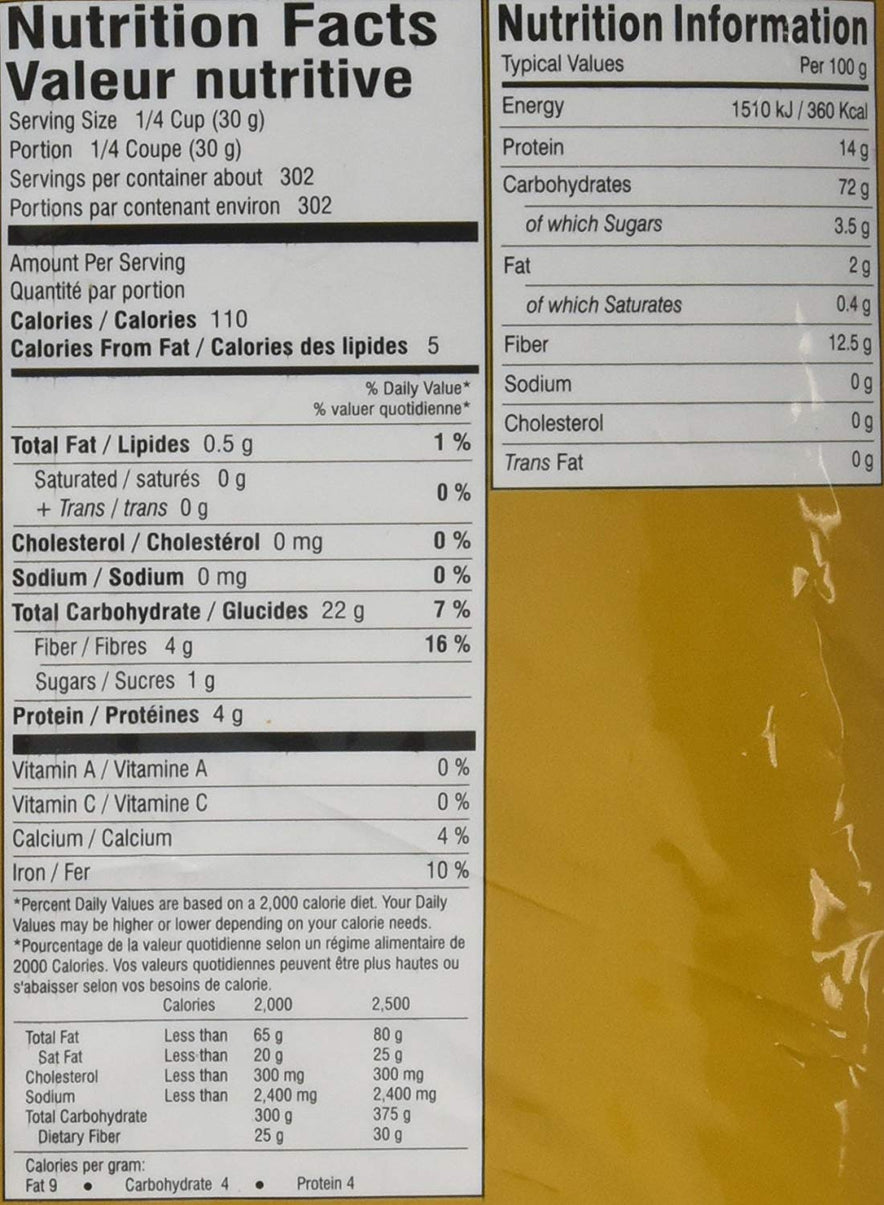 Nutrition Facts
Valeur nutritive
Serving Size 1/4 Cup (30 g)
Portion 1/4 Coupe (30 g)
Servings per container about 302
Portions par contenant environ 302
Amount Per Serving
Quantité par portion
Calories / Calories 110
Calories From Fat / Calories des lipides 5
% Daily Value*
% valuer quotidienne*
Total Fat / Lipides 0.5 g 1 %
Saturated / saturés 0 g
+ Trans / trans 0 g 0 %
Cholesterol / Cholestérol 0 mg 0 %
Sodium / Sodium 0 mg 0 %
Total Carbohydrate / Glucides 22 g 7 %
Fiber / Fibres 4 g 16 %
Sugars / Sucres 1 g
Protein / Protéines 4 g
Vitamin A / Vitamine A 0 %
Vitamin C / Vitamine C 0 %
Calcium / Calcium 4 %
Iron / Fer 10 %
*Percent Daily Values are based on a 2,000 calorie diet. Your Daily
Values may be higher or lower depending on your calorie needs.
*Pourcentage de la valeur quotidienne selon un régime alimentaire de
2000 Calories. Vos valeurs quotidiennes peuvent être plus hautes ou
s'abaisser selon vos besoins de calorie.
Calories 2,000 2,500
Total Fat Less than 65 g 80 g
Sat Fat Less than 20 g 25 g
Cholesterol Less than 300 mg 300 mg
Sodium Less than 2,400 mg 2,400 mg
Total Carbohydrate 300 g 375 g
Dietary Fiber 25 g 30 g
Calories per gram:
Fat 9 • Carbohydrate 4 • Protein 4
Nutrition Information
Typical Values Per 100 g
Energy 1510 kJ / 360 Kcal
Protein 14 g
Carbohydrates 72 g
of which Sugars 3.5 g
Fat 2 g
of which Saturates 0.4 g
Fiber 12.5 g
Sodium 0 g
Cholesterol 0 g
Trans Fat 0 g